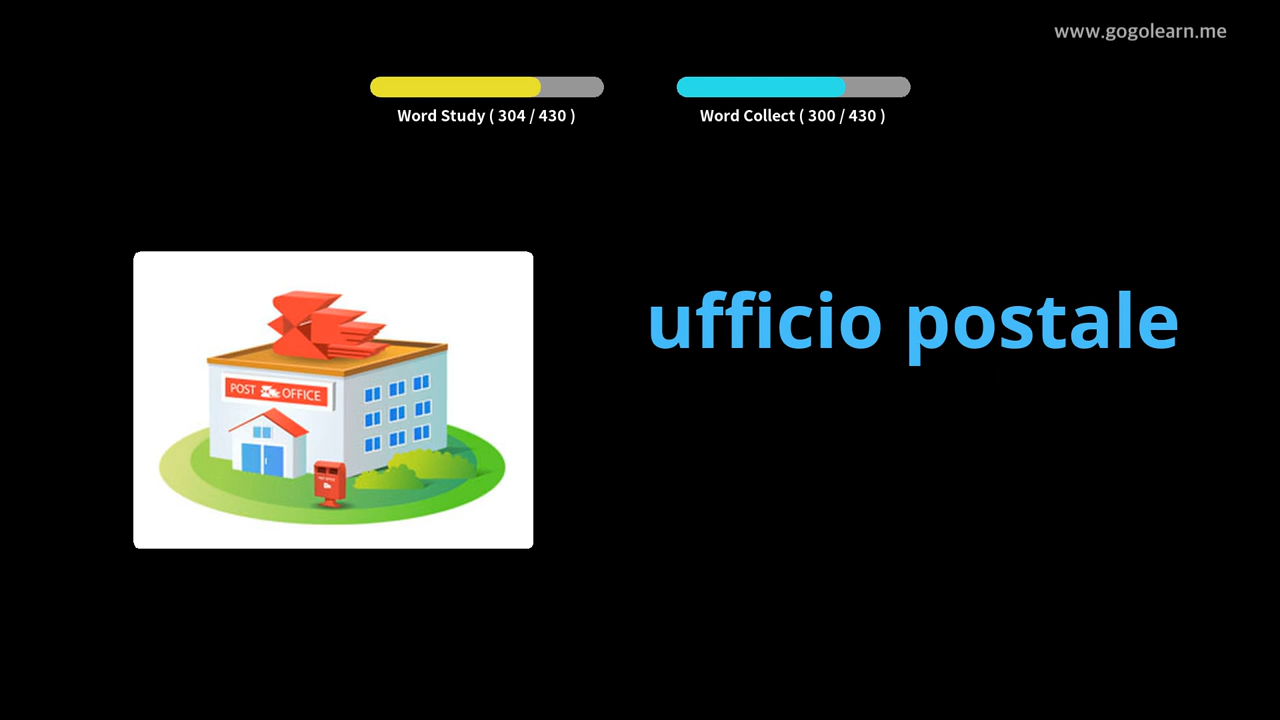 www.gogolearn.me
Word Study ( 304 / 430 )
Word Collect ( 300 / 430 )
ufficio postale
POST OFFICE